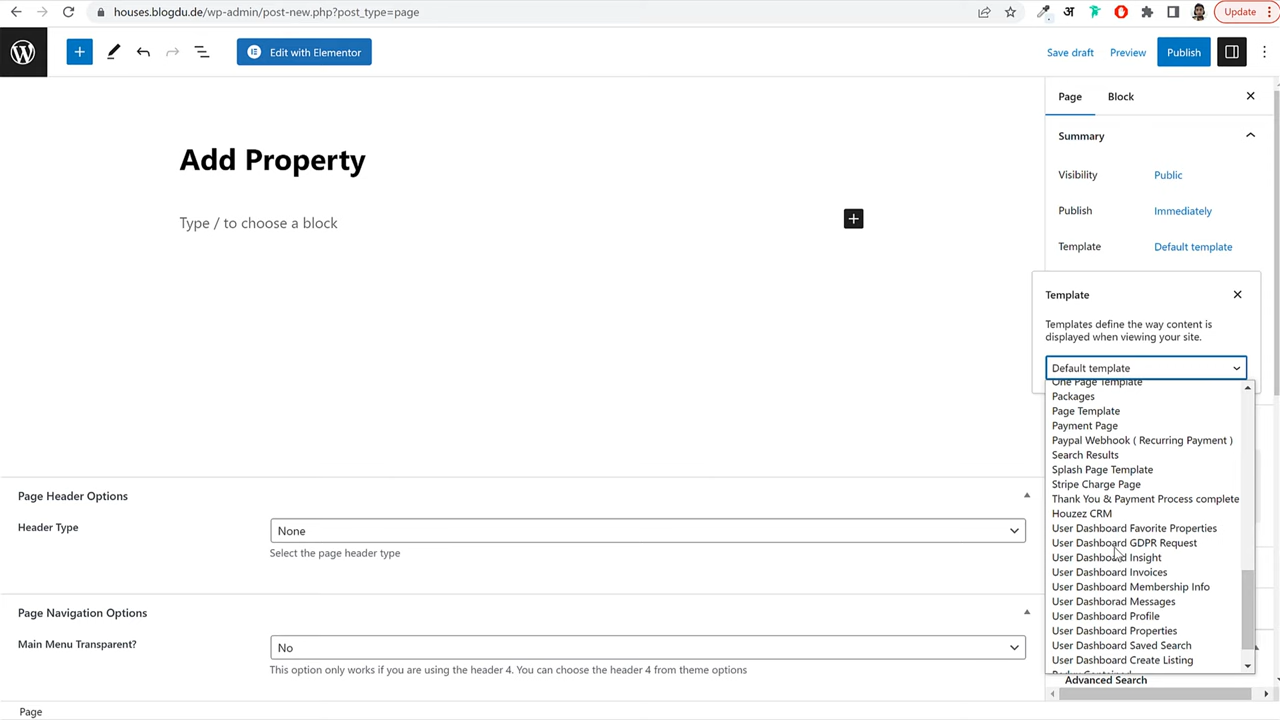 houses.blogdu.de/wp-admin/post-new.php?post_type=page
अ
Update
Edit with Elementor
Save draft
Preview
Publish
Add Property
Type / to choose a block
Page
Block
Summary
Visibility
Public
Publish
Immediately
Template
Default template
Template
Templates define the way content is
displayed when viewing your site.
Default template
One Page Template
Packages
Page Template
Payment Page
Paypal Webhook ( Recurring Payment )
Search Results
Splash Page Template
Stripe Charge Page
Thank You & Payment Process complete
Houzez CRM
User Dashboard Favorite Properties
User Dashboard GDPR Request
User Dashboard Insight
User Dashboard Invoices
User Dashboard Membership Info
User Dashborad Messages
User Dashboard Profile
User Dashboard Properties
User Dashboard Saved Search
User Dashboard Create Listing
Advanced Search
Page Header Options
Header Type
None
Select the page header type
Page Navigation Options
Main Menu Transparent?
No
This option only works if you are using the header 4. You can choose the header 4 from theme options
Page